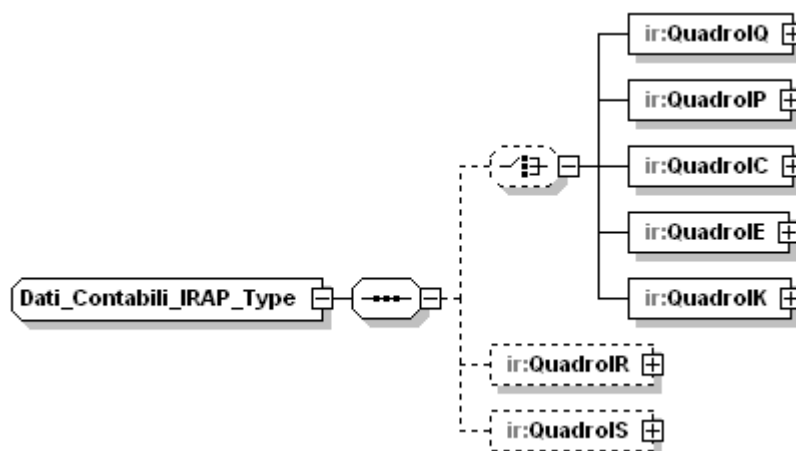 ir:QuadroIQ
ir:QuadroIP
ir:QuadroIC
ir:QuadroIE
Dati_Contabili_IRAP_Type
ir:QuadroIK
ir:QuadroIR
ir:QuadroIS